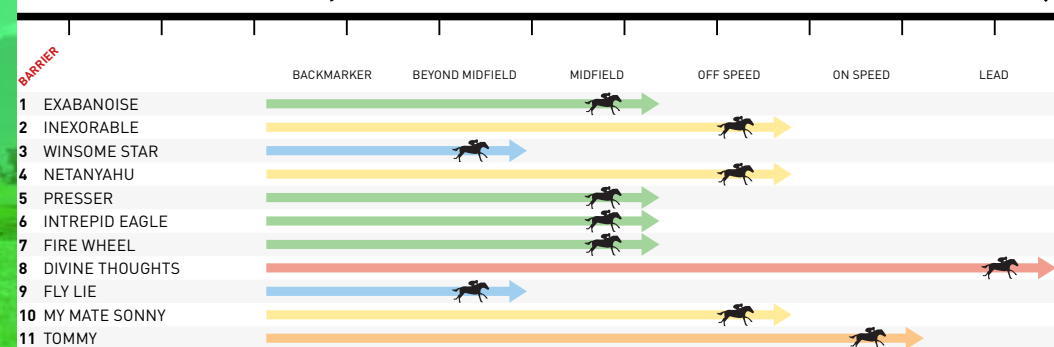 BARRIER
BACKMARKER BEYOND MIDFIELD MIDFIELD OFF SPEED ON SPEED LEAD
1 EXABANOISE
2 INEXORABLE
3 WINSOME STAR
4 NETANYAHU
5 PRESSER
6 INTREPID EAGLE
7 FIRE WHEEL
8 DIVINE THOUGHTS
9 FLY LIE
10 MY MATE SONNY
11 TOMMY